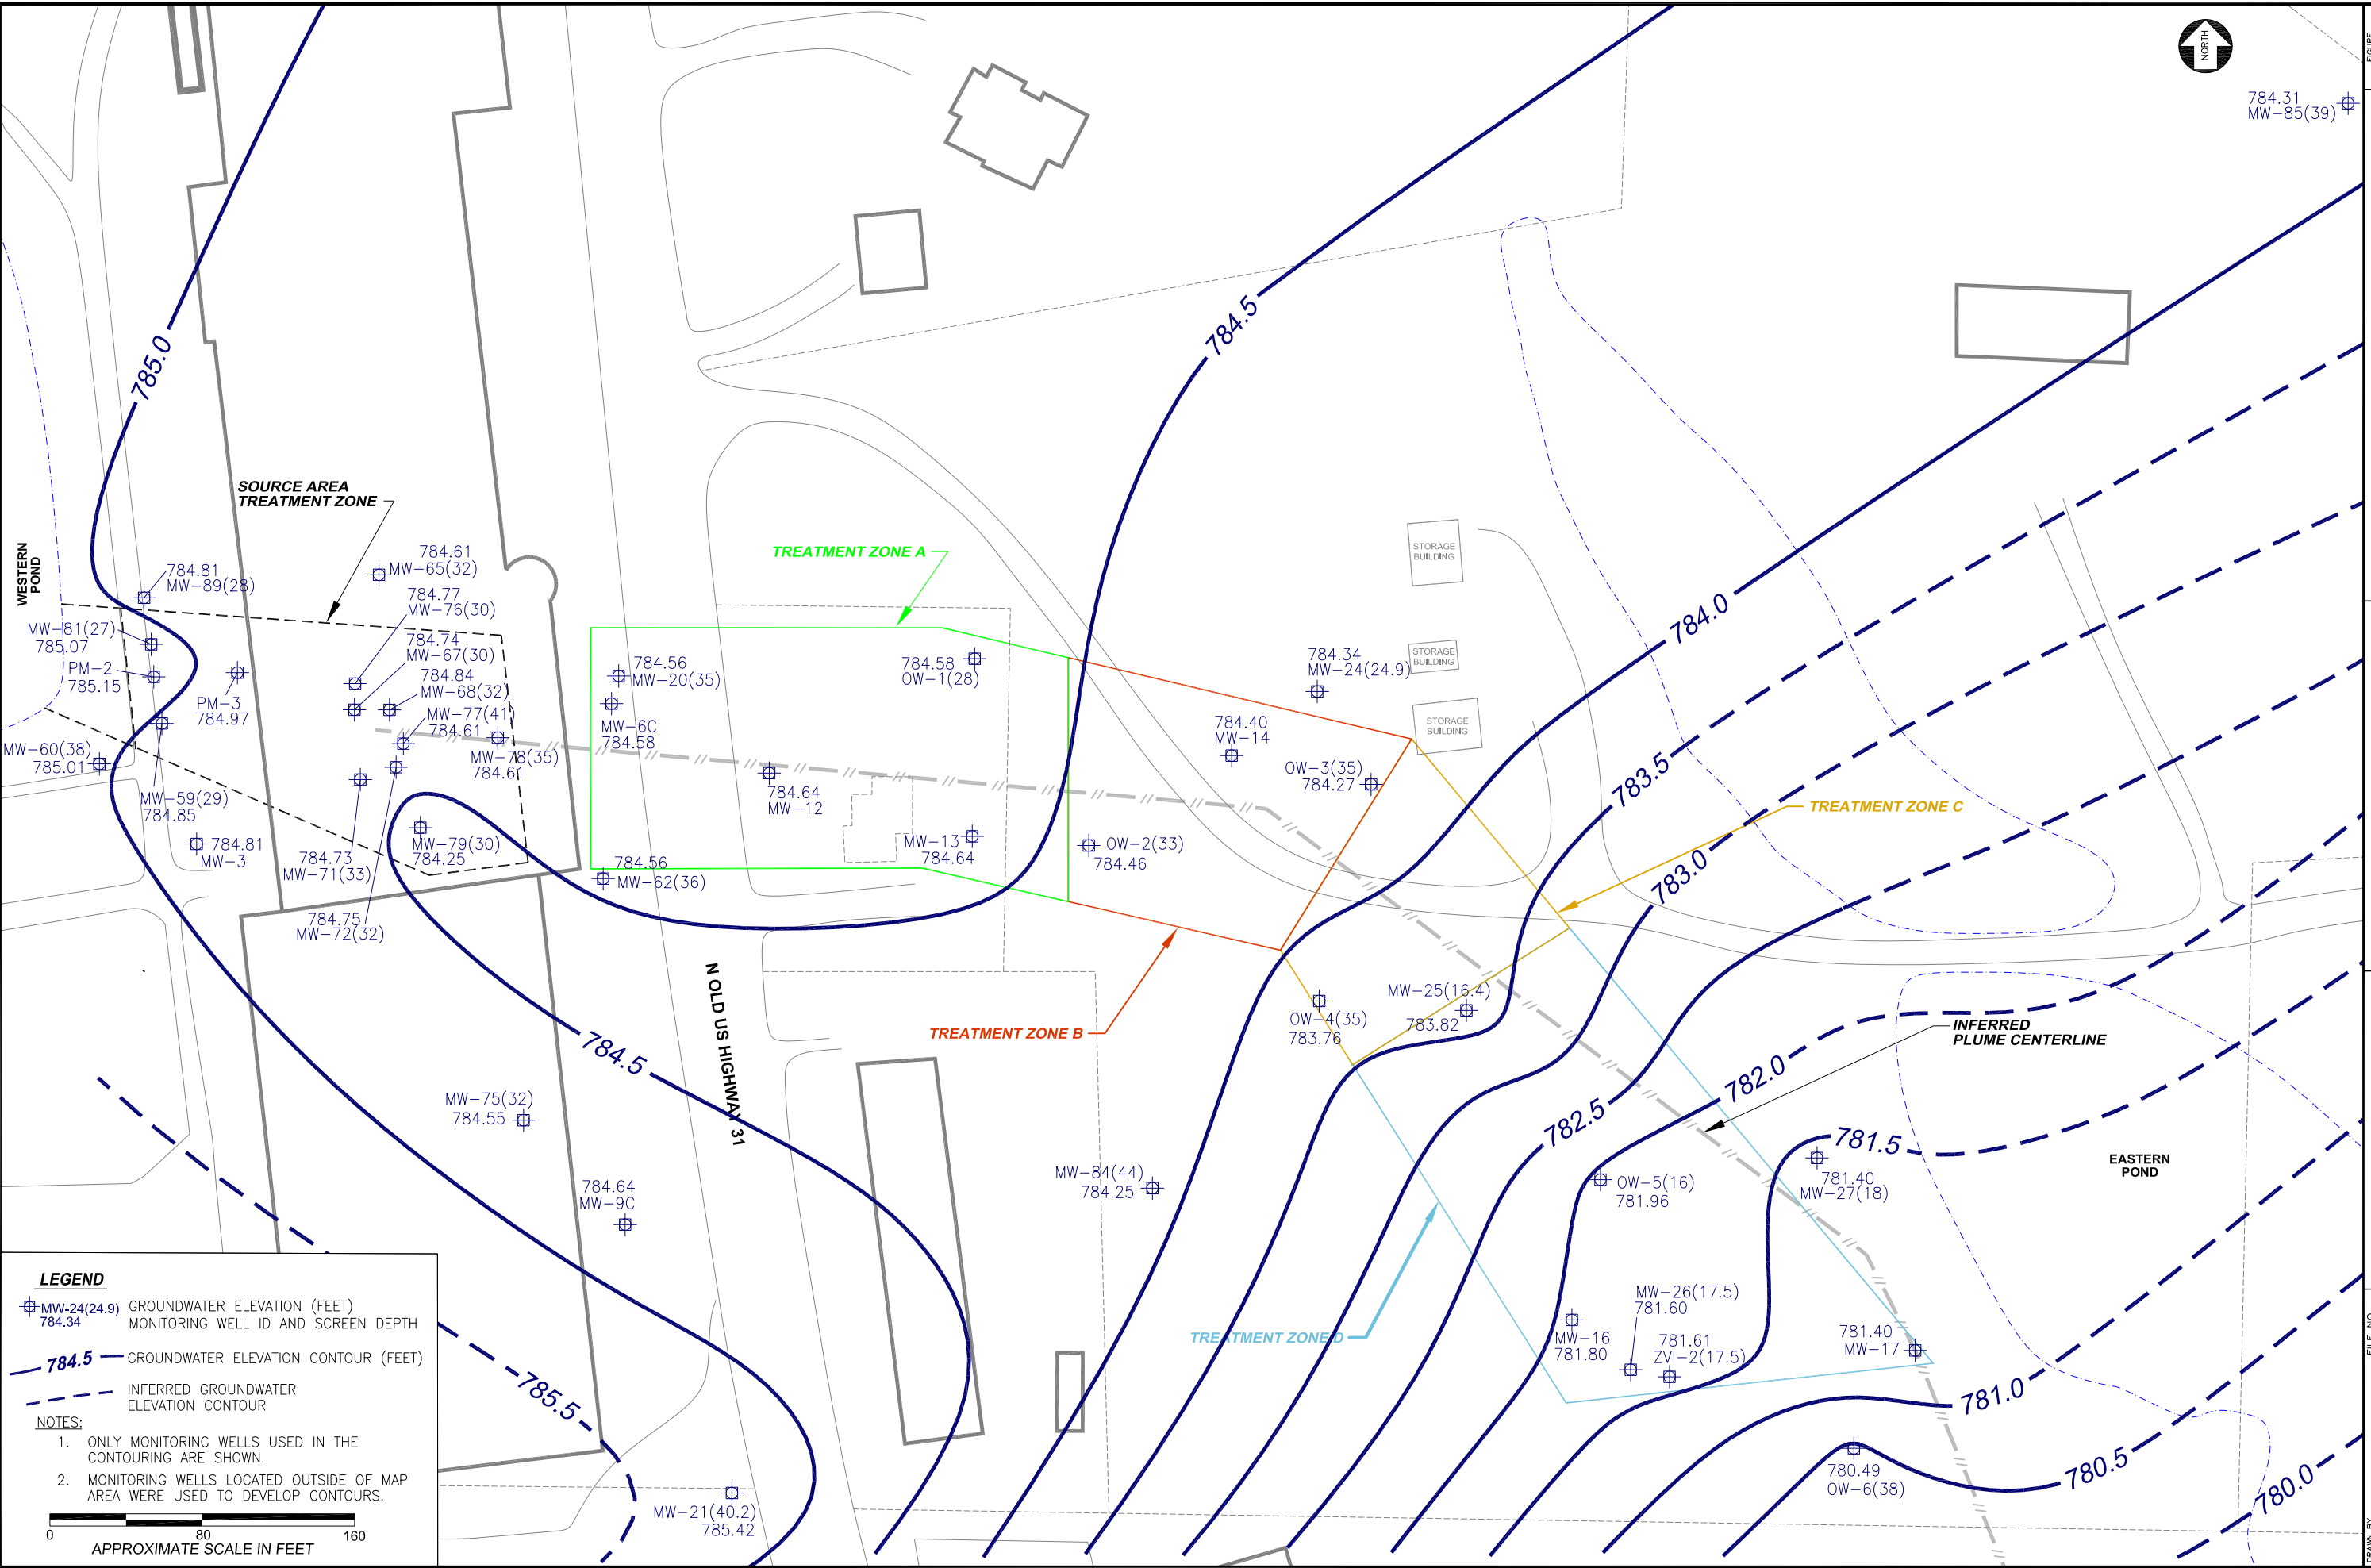 FIGURE
NORTH
784.31
MW-85(39)
784.5
785.0
SOURCE AREA
TREATMENT ZONE
WESTERN
POND
784.81
MW-89(28)
784.61
MW-65(32)
784.77
MW-76(30)
MW-81(27)
785.07
784.74
MW-67(30)
PM-2
785.15
784.84
MW-68(32)
PM-3
784.97
MW-77(41)
784.61
MW-78(35)
784.61
MW-60(38)
785.01
MW-59(29)
784.85
784.81
MW-3
784.73
MW-71(33)
MW-79(30)
784.25
784.75
MW-72(32)
TREATMENT ZONE A
784.56
MW-20(35)
MW-6C
784.58
784.58
OW-1(28)
784.64
MW-12
MW-13
784.64
784.56
MW-62(36)
OW-2(33)
784.46
784.34
MW-24(24.9)
784.40
MW-14
OW-3(35)
784.27
STORAGE
BUILDING
STORAGE
BUILDING
STORAGE
BUILDING
784.0
783.5
783.0
TREATMENT ZONE C
N OLD US HIGHWAY 31
TREATMENT ZONE B
OW-4(35)
783.76
MW-25(16.4)
783.82
INFERRED
PLUME CENTERLINE
784.5
782.0
782.5
781.5
MW-75(32)
784.55
784.64
MW-9C
MW-84(44)
784.25
OW-5(16)
781.96
781.40
MW-27(18)
EASTERN
POND
TREATMENT ZONE D
MW-26(17.5)
781.60
MW-16
781.80
781.61
ZVI-2(17.5)
781.40
MW-17
781.0
780.5
780.0
780.49
OW-6(38)
785.5
MW-21(40.2)
785.42
LEGEND
MW-24(24.9)
784.34
GROUNDWATER ELEVATION (FEET)
MONITORING WELL ID AND SCREEN DEPTH
784.5
GROUNDWATER ELEVATION CONTOUR (FEET)
INFERRED GROUNDWATER
ELEVATION CONTOUR
NOTES:
1. ONLY MONITORING WELLS USED IN THE
CONTOURING ARE SHOWN.
2. MONITORING WELLS LOCATED OUTSIDE OF MAP
AREA WERE USED TO DEVELOP CONTOURS.
0 80 160
APPROXIMATE SCALE IN FEET
FILE NO.
DRAWN BY